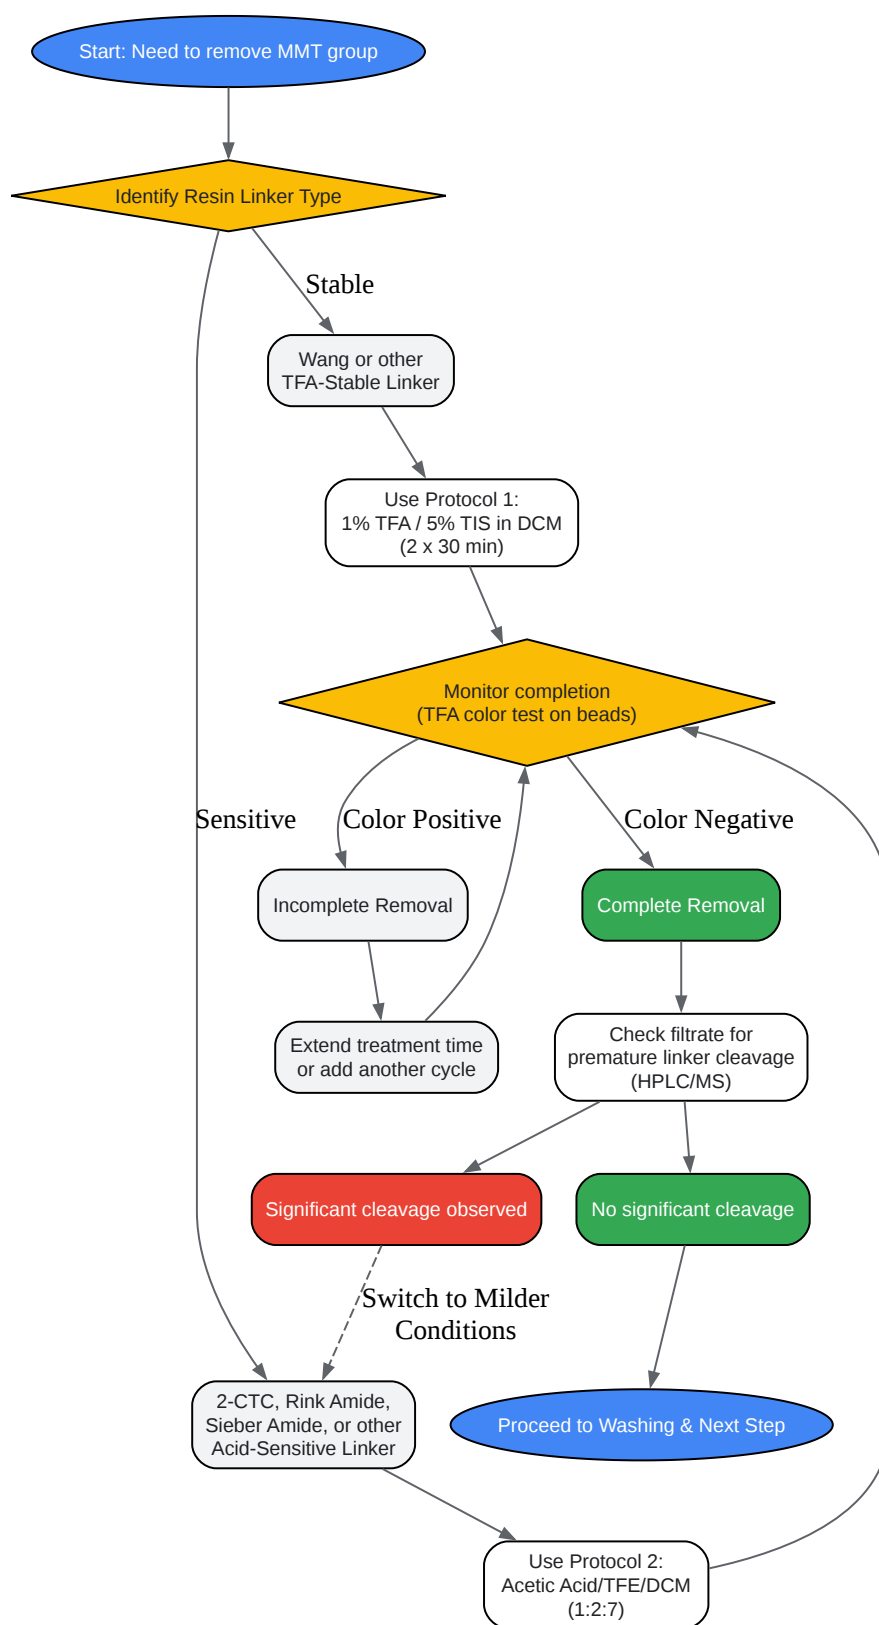 Start: Need to remove MMT group
Identify Resin Linker Type
Stable
Wang or other
TFA-Stable Linker
Use Protocol 1:
1% TFA / 5% TIS in DCM
(2 x 30 min)
Monitor completion
(TFA color test on beads)
Sensitive
Color Positive
Color Negative
Incomplete Removal
Complete Removal
Extend treatment time
or add another cycle
Check filtrate for
premature linker cleavage
(HPLC/MS)
Significant cleavage observed
No significant cleavage
Switch to Milder
Conditions
2-CTC, Rink Amide,
Sieber Amide, or other
Acid-Sensitive Linker
Proceed to Washing & Next Step
Use Protocol 2:
Acetic Acid/TFE/DCM
(1:2:7)